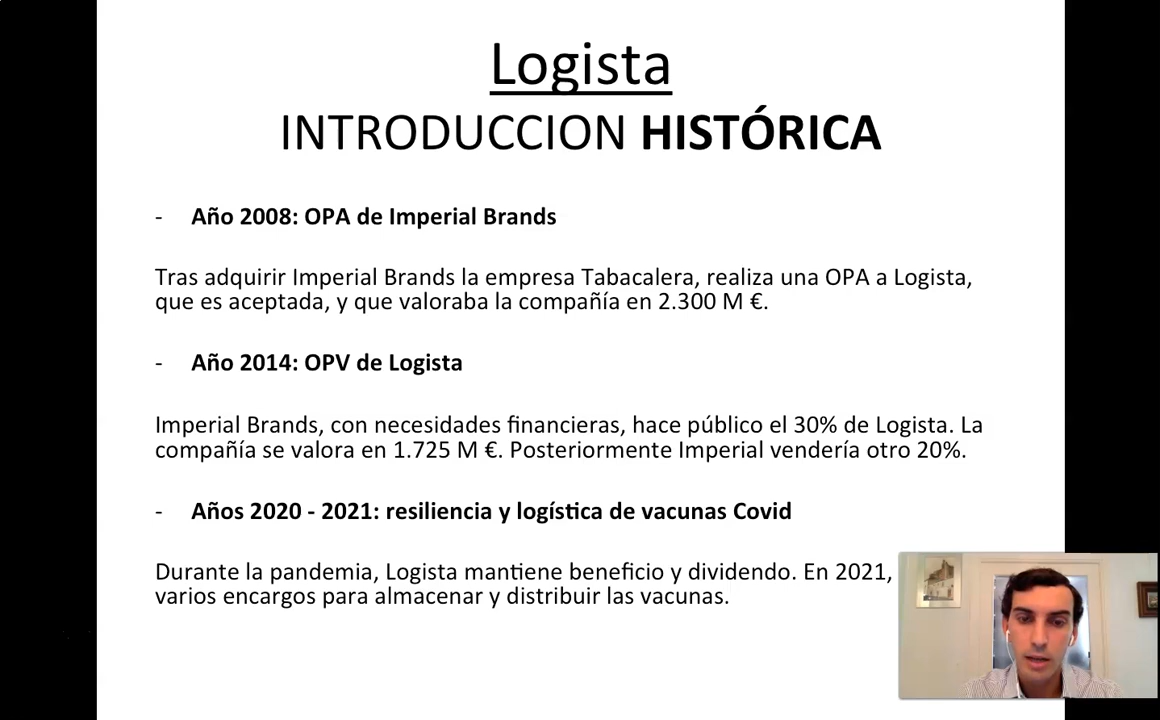 Logista
INTRODUCCION HISTÓRICA
- Año 2008: OPA de Imperial Brands
Tras adquirir Imperial Brands la empresa Tabacalera, realiza una OPA a Logista,
que es aceptada, y que valoraba la compañía en 2.300 M €.
- Año 2014: OPV de Logista
Imperial Brands, con necesidades financieras, hace público el 30% de Logista. La
compañía se valora en 1.725 M €. Posteriormente Imperial vendería otro 20%.
- Años 2020 - 2021: resiliencia y logística de vacunas Covid
Durante la pandemia, Logista mantiene beneficio y dividendo. En 2021,
varios encargos para almacenar y distribuir las vacunas.